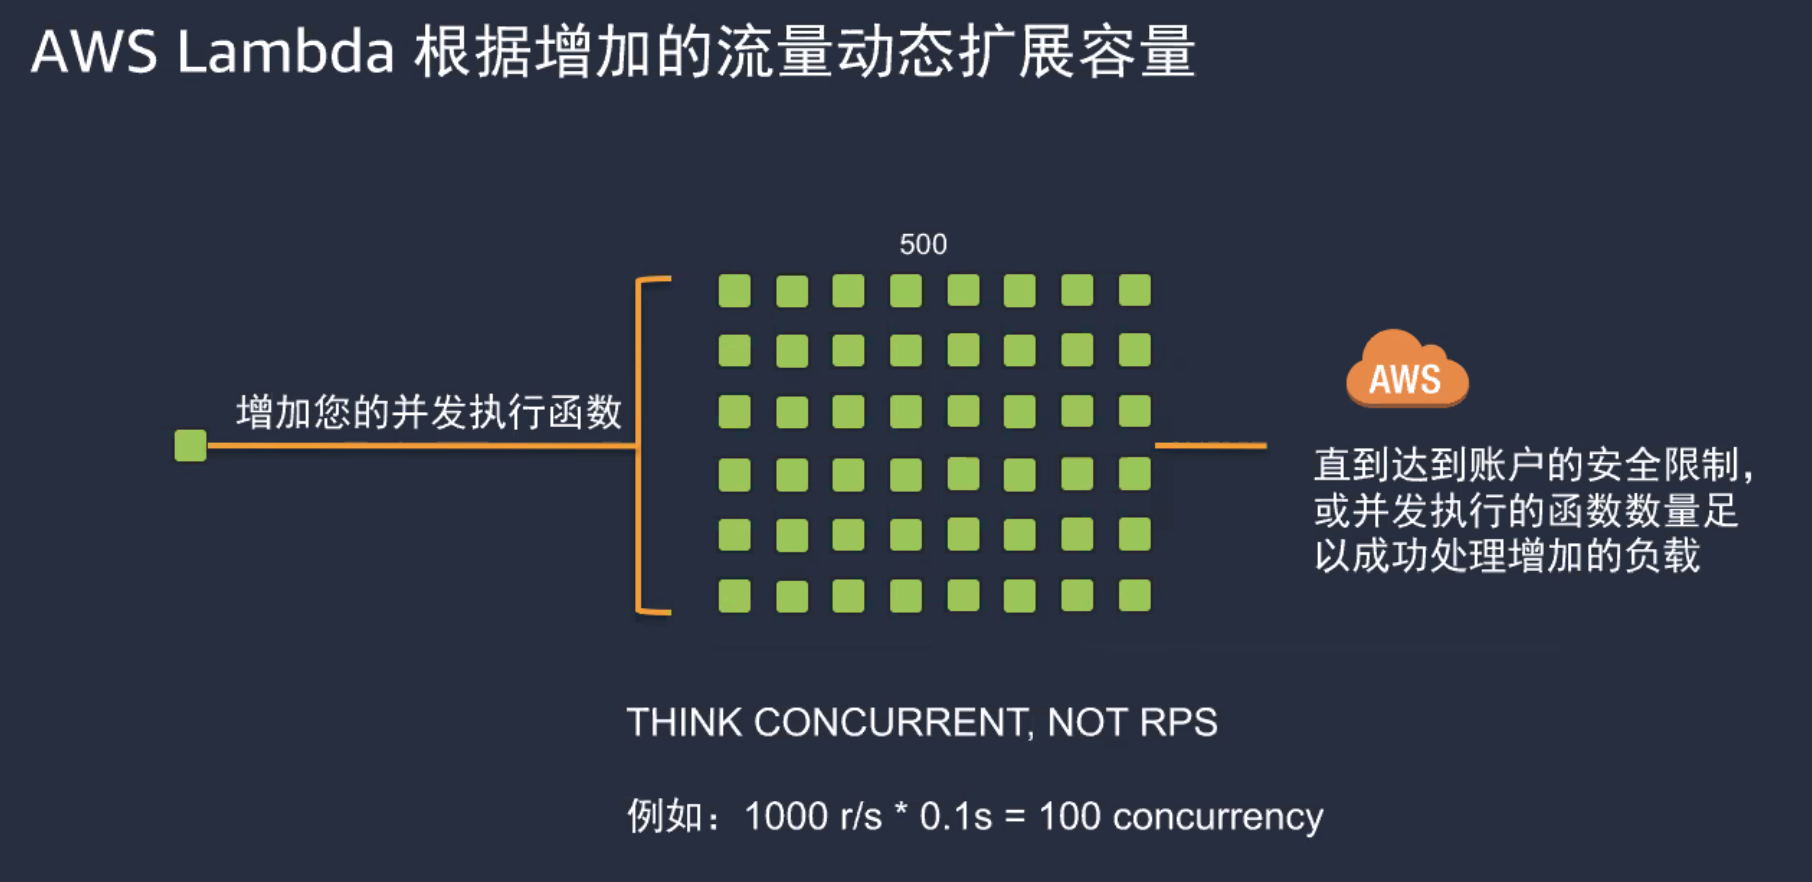 AWS Lambda 根据增加的流量动态扩展容量
500
增加您的并发执行函数
AWS
直到达到账户的安全限制，
或并发执行的函数数量足
以成功处理增加的负载
THINK CONCURRENT, NOT RPS
例如：1000 r/s * 0.1s = 100 concurrency